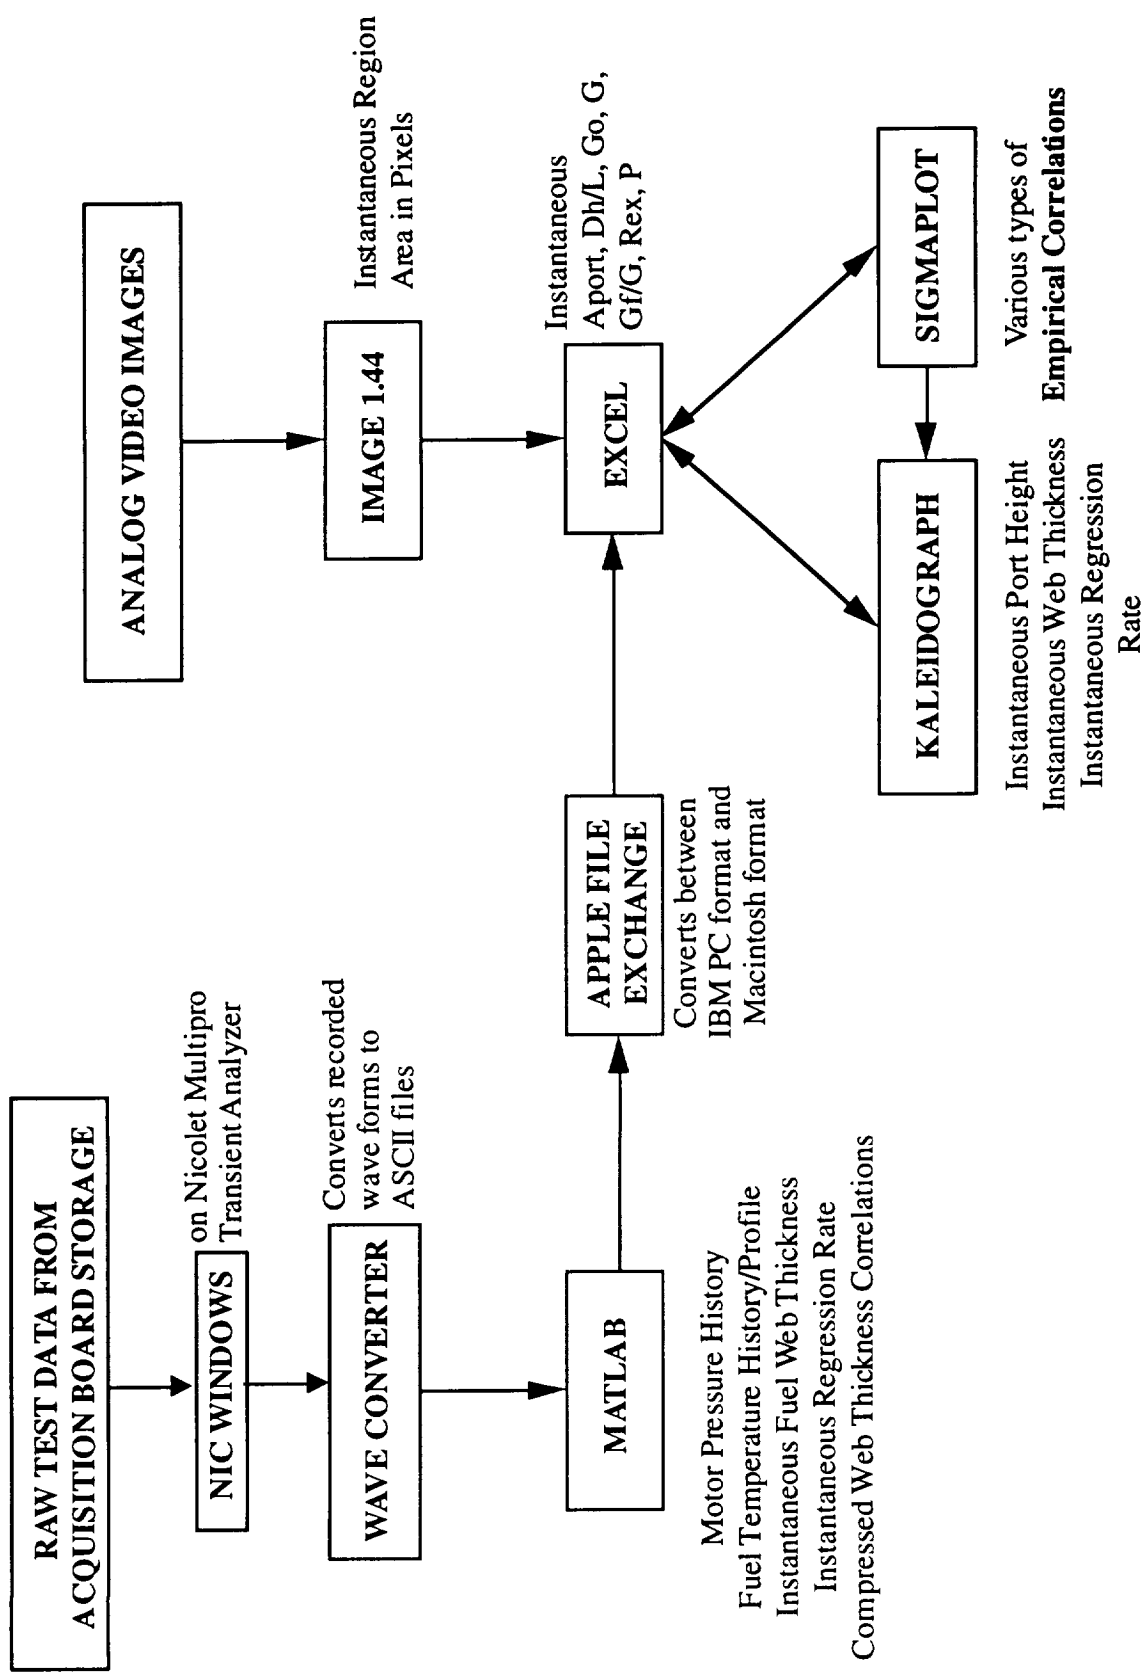 RAW TEST DATA FROM
ACQUISITION BOARD STORAGE
NIC WINDOWS
on Nicolet Multipro
Transient Analyzer
WAVE CONVERTER
Converts recorded
wave forms to
ASCII files
MATLAB
Motor Pressure History
Fuel Temperature History/Profile
Instantaneous Fuel Web Thickness
Instantaneous Regression Rate
Compressed Web Thickness Correlations
APPLE FILE
EXCHANGE
Converts between
IBM PC format and
Macintosh format
ANALOG VIDEO IMAGES
IMAGE 1.44
Instantaneous Region
Area in Pixels
EXCEL
Instantaneous
Aport, Dh/L, Go, G,
Gf/G, Rex, P
KALEIDOGRAPH
Instantaneous Port Height
Instantaneous Web Thickness
Instantaneous Regression
Rate
SIGMAPLOT
Various types of
Empirical Correlations